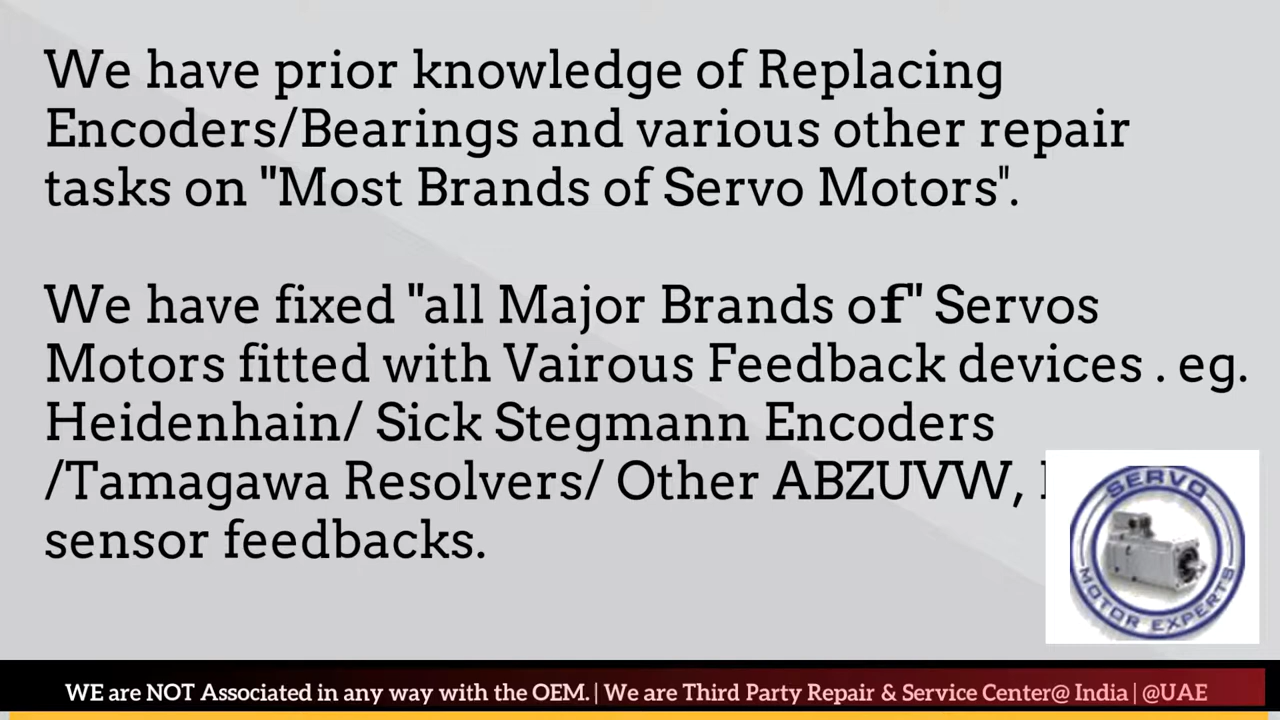 We have prior knowledge of Replacing
Encoders/Bearings and various other repair
tasks on "Most Brands of Servo Motors".
We have fixed "all Major Brands of" Servos
Motors fitted with Vairous Feedback devices . eg.
Heidenhain/ Sick Stegmann Encoders
/Tamagawa Resolvers/ Other ABZUVW,
sensor feedbacks.
SERVO
MOTOR EXPERTS
WE are NOT Associated in any way with the OEM. | We are Third Party Repair & Service Center@ India | @UAE